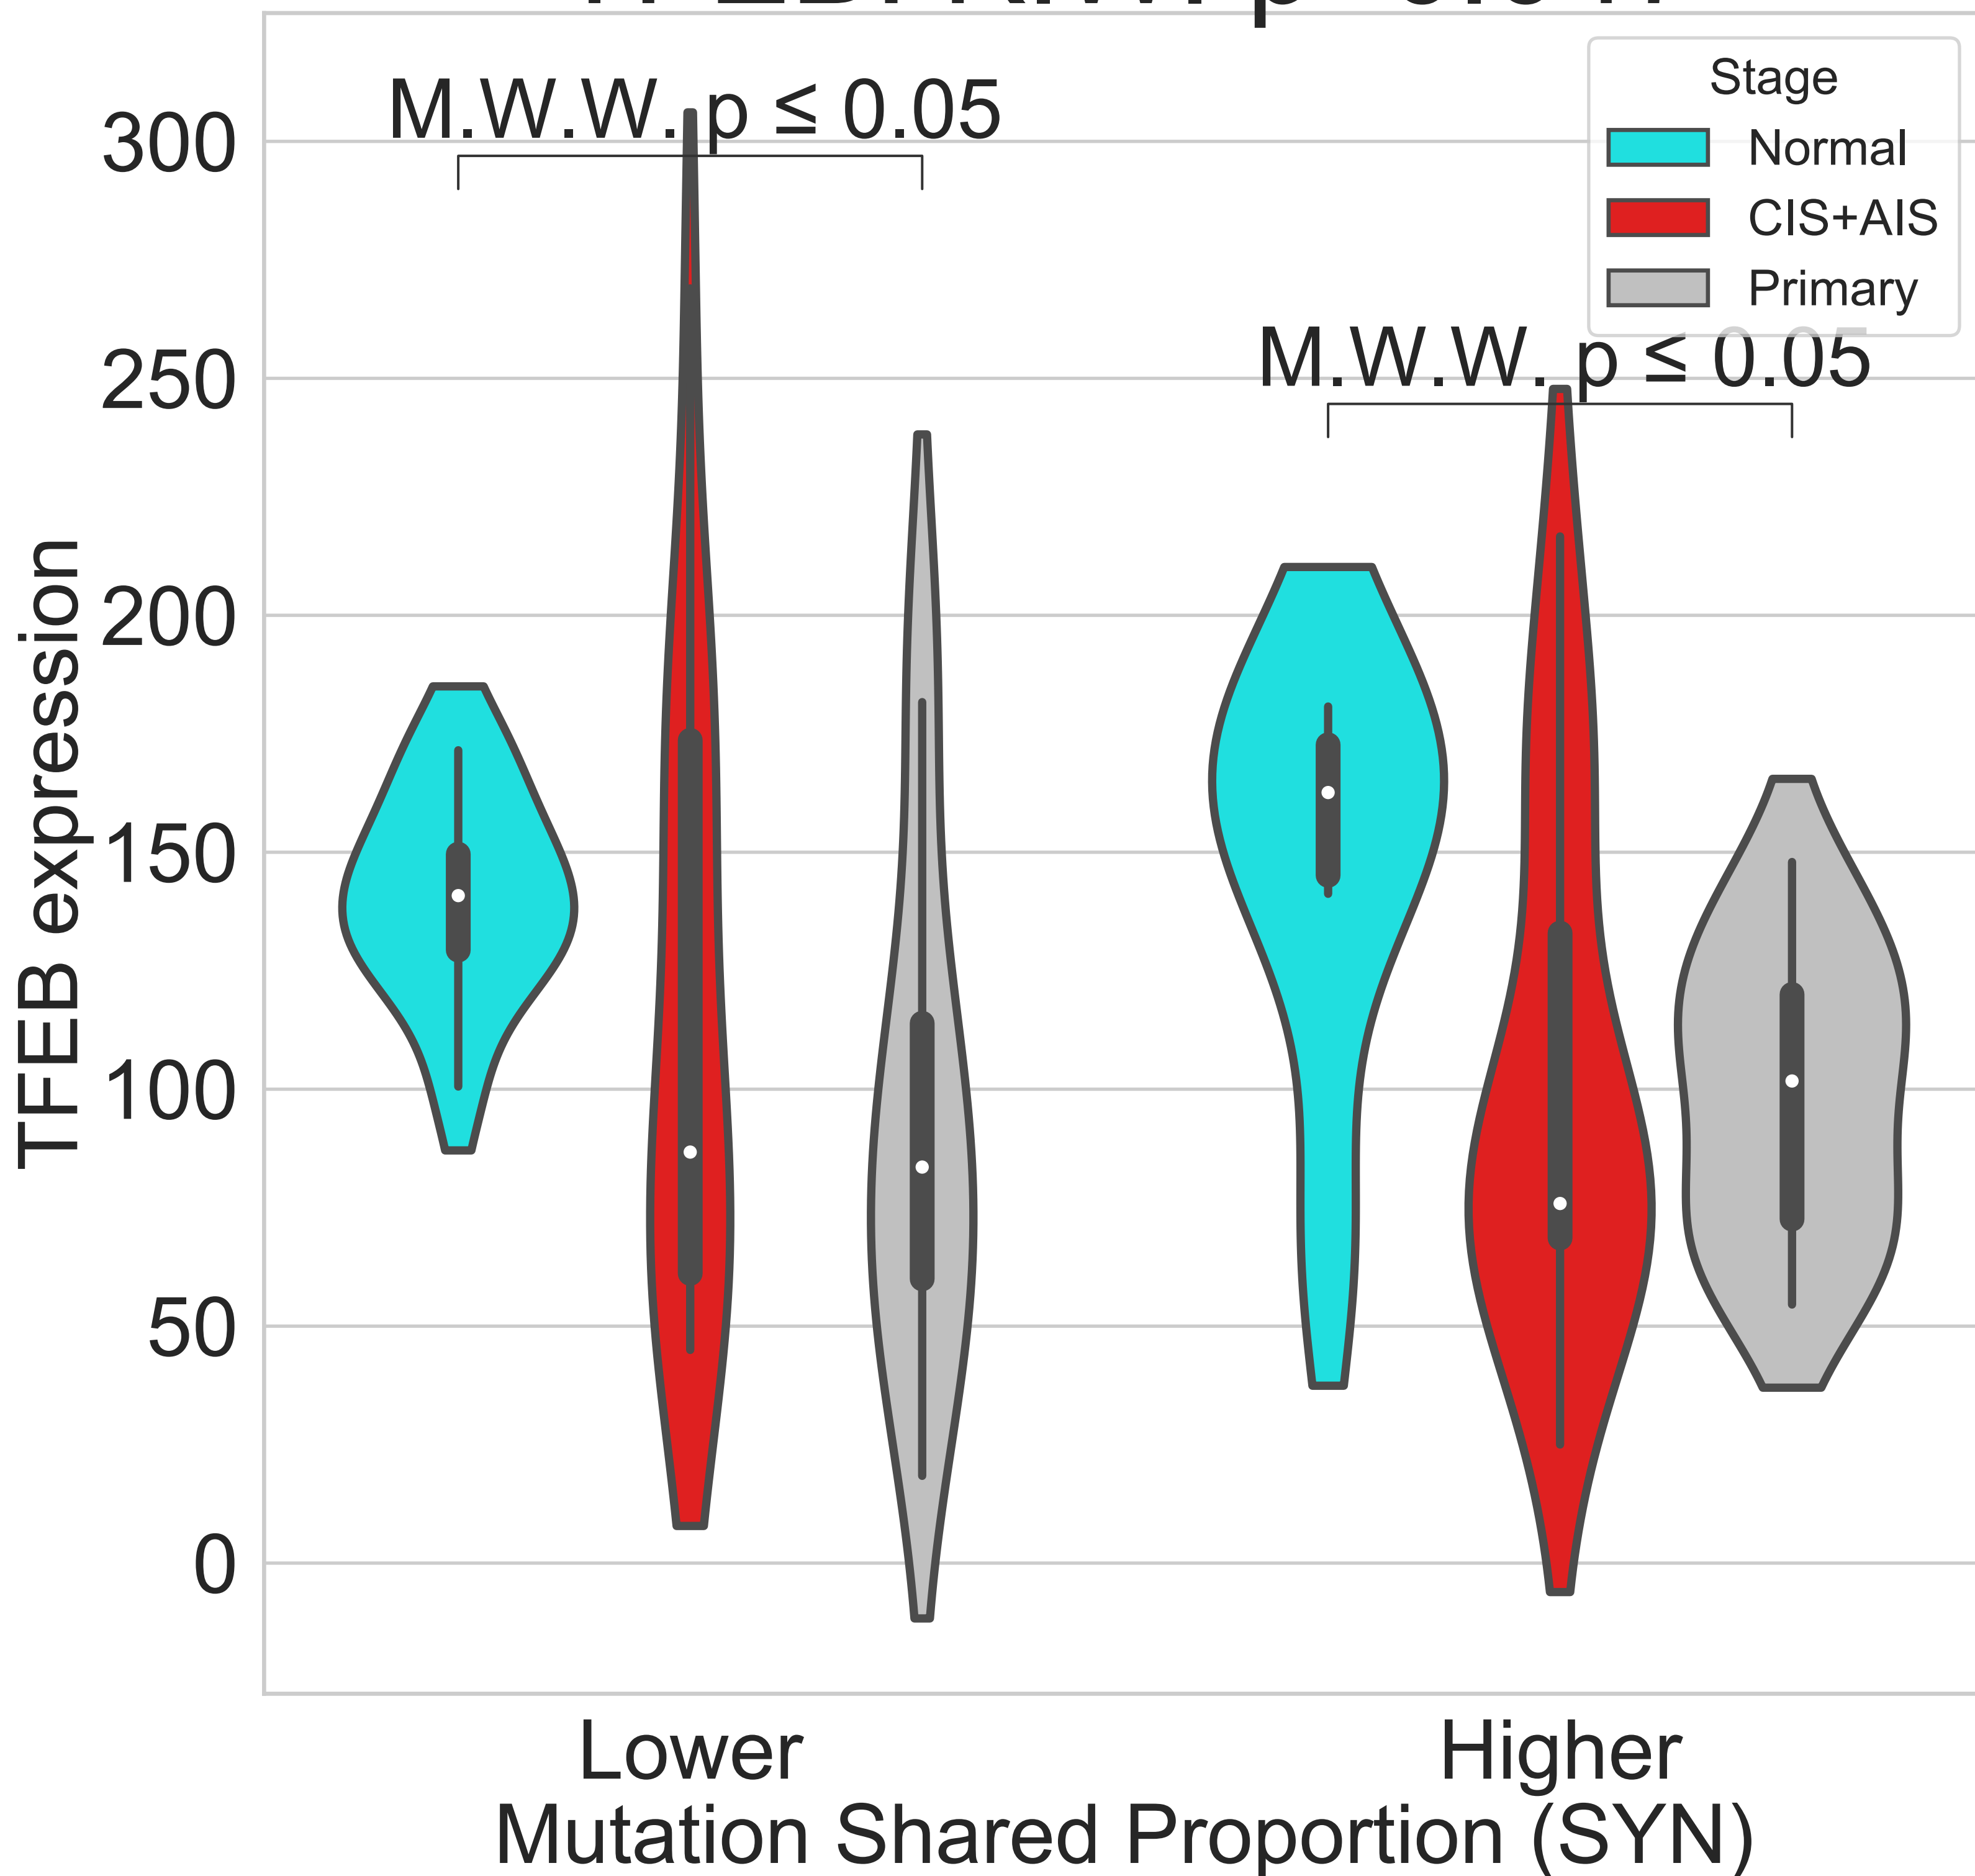 M.W.W. p ≤ 0.05
Stage
Normal
CIS+AIS
Primary
M.W.W. p ≤ 0.05
300
250
200
150
100
50
0
TFEB expression
Lower
Higher
Mutation Shared Proportion (SYN)